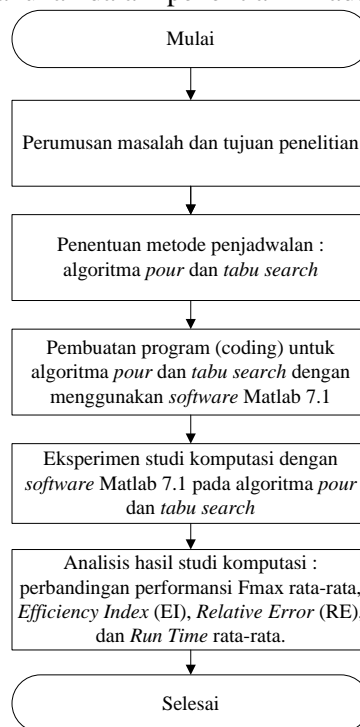 Mulai
Perumusan masalah dan tujuan penelitian
Penentuan metode penjadwalan :
algoritma pour dan tabu search
Pembuatan program (coding) untuk
algoritma pour dan tabu search dengan
menggunakan software Matlab 7.1
Eksperimen studi komputasi dengan
software Matlab 7.1 pada algoritma pour
dan tabu search
Analisis hasil studi komputasi :
perbandingan performansi Fmax rata-rata,
Efficiency Index (EI), Relative Error (RE),
dan Run Time rata-rata.
Selesai